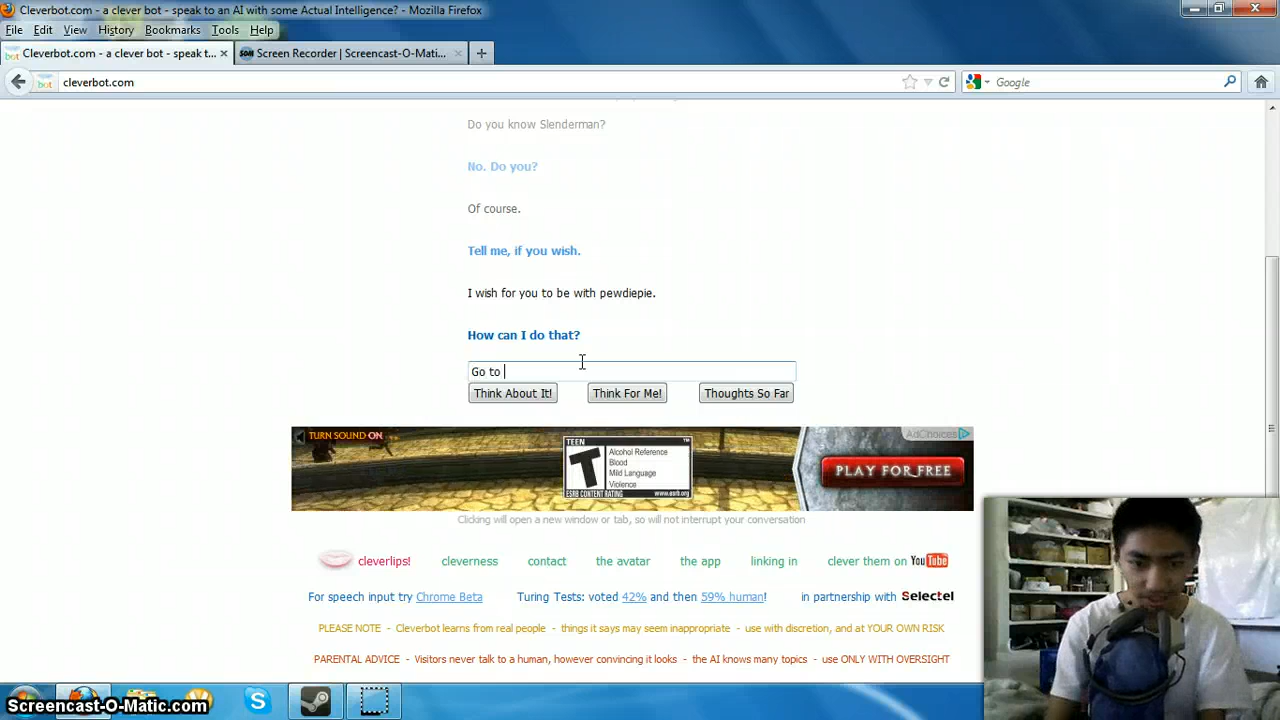 Cleverbot.com - a clever bot - speak to an AI with some Actual Intelligence? - Mozilla Firefox
File Edit View History Bookmarks Tools Help
Cleverbot.com - a clever bot - speak t...
Screen Recorder | Screencast-O-Mati...
cleverbot.com
Google
Do you know Slenderman?
No. Do you?
Of course.
Tell me, if you wish.
I wish for you to be with pewdiepie.
How can I do that?
Go to
Think About It! Think For Me! Thoughts So Far
TURN SOUND ON
AdChoices
TEEN
Alcohol Reference
Blood
Mild Language
Violence
ESRB CONTENT RATING www.esrb.org
PLAY FOR FREE
Clicking will open a new window or tab, so will not interrupt your conversation
cleverlips! cleverness contact the avatar the app linking in clever them on YouTube
For speech input try Chrome Beta Turing Tests: voted 42% and then 59% human! in partnership with Selectel
PLEASE NOTE - Cleverbot learns from real people - things it says may seem inappropriate - use with discretion, and at YOUR OWN RISK
PARENTAL ADVICE - Visitors never talk to a human, however convincing it looks - the AI knows many topics - use ONLY WITH OVERSIGHT
Screencast-O-Matic.com